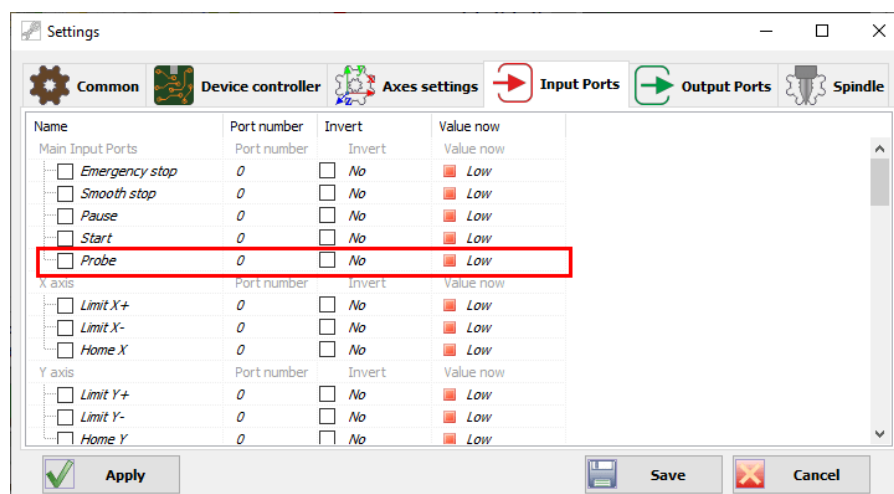 Settings
Common Device controller Axes settings Input Ports Output Ports Spindle
Name Port number Invert Value now
Main Input Ports Port number Invert Value now
Emergency stop 0 No Low
Smooth stop 0 No Low
Pause 0 No Low
Start 0 No Low
Probe 0 No Low
X axis Port number Invert Value now
Limit X+ 0 No Low
Limit X- 0 No Low
Home X 0 No Low
Y axis Port number Invert Value now
Limit Y+ 0 No Low
Limit Y- 0 No Low
Home Y 0 No Low
Apply Save Cancel